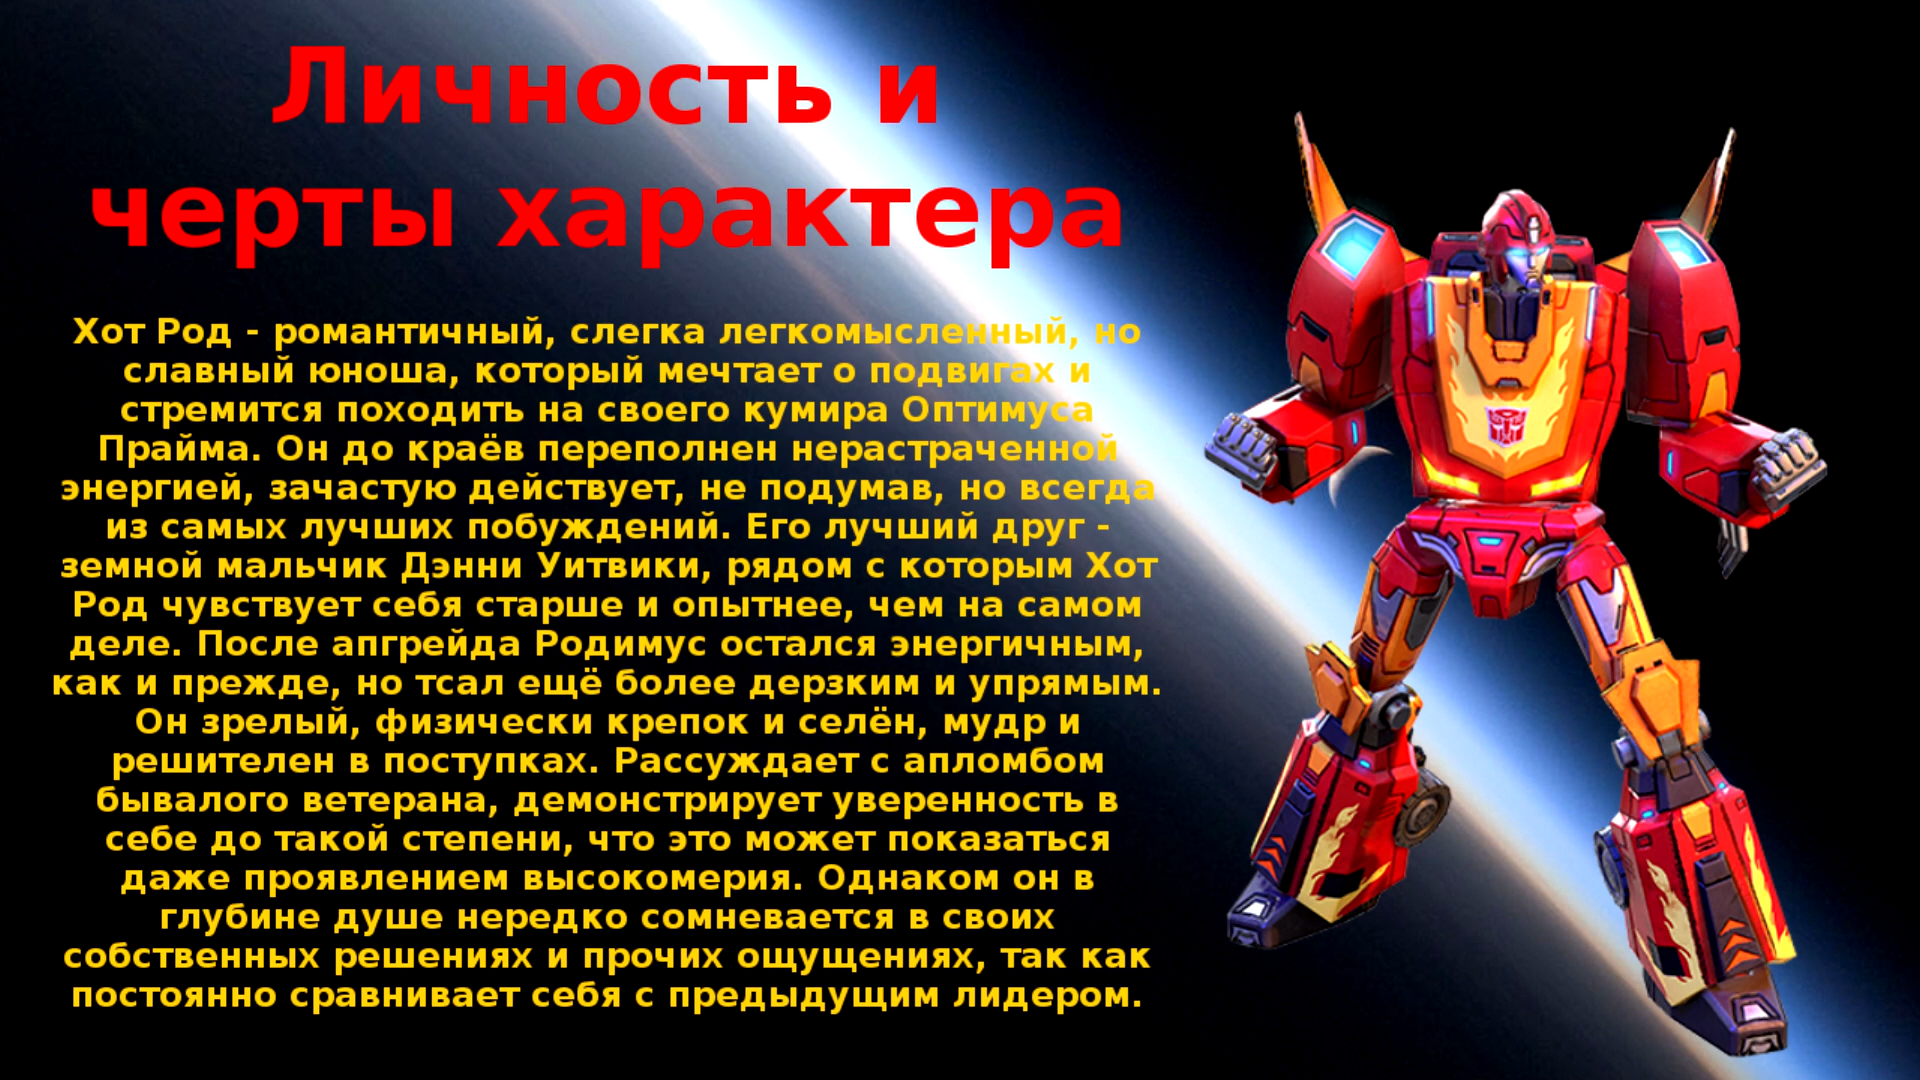 Личность и
черты характера
Хот Род - романтичный, слегка легкомысленный, но
славный юноша, который мечтает о подвигах и
стремится походить на своего кумира Оптимуса
Прайма. Он до краёв переполнен нерастраченной
энергией, зачастую действует, не подумав, но всегда
из самых лучших побуждений. Его лучший друг -
земной мальчик Дэнни Уитвики, рядом с которым Хот
Род чувствует себя старше и опытнее, чем на самом
деле. После апгрейда Родимус остался энергичным,
как и прежде, но тсал ещё более дерзким и упрямым.
Он зрелый, физически крепок и селён, мудр и
решителен в поступках. Рассуждает с апломбом
бывалого ветерана, демонстрирует уверенность в
себе до такой степени, что это может показаться
даже проявлением высокомерия. Однаком он в
глубине душе нередко сомневается в своих
собственных решениях и прочих ощущениях, так как
постоянно сравнивает себя с предыдущим лидером.